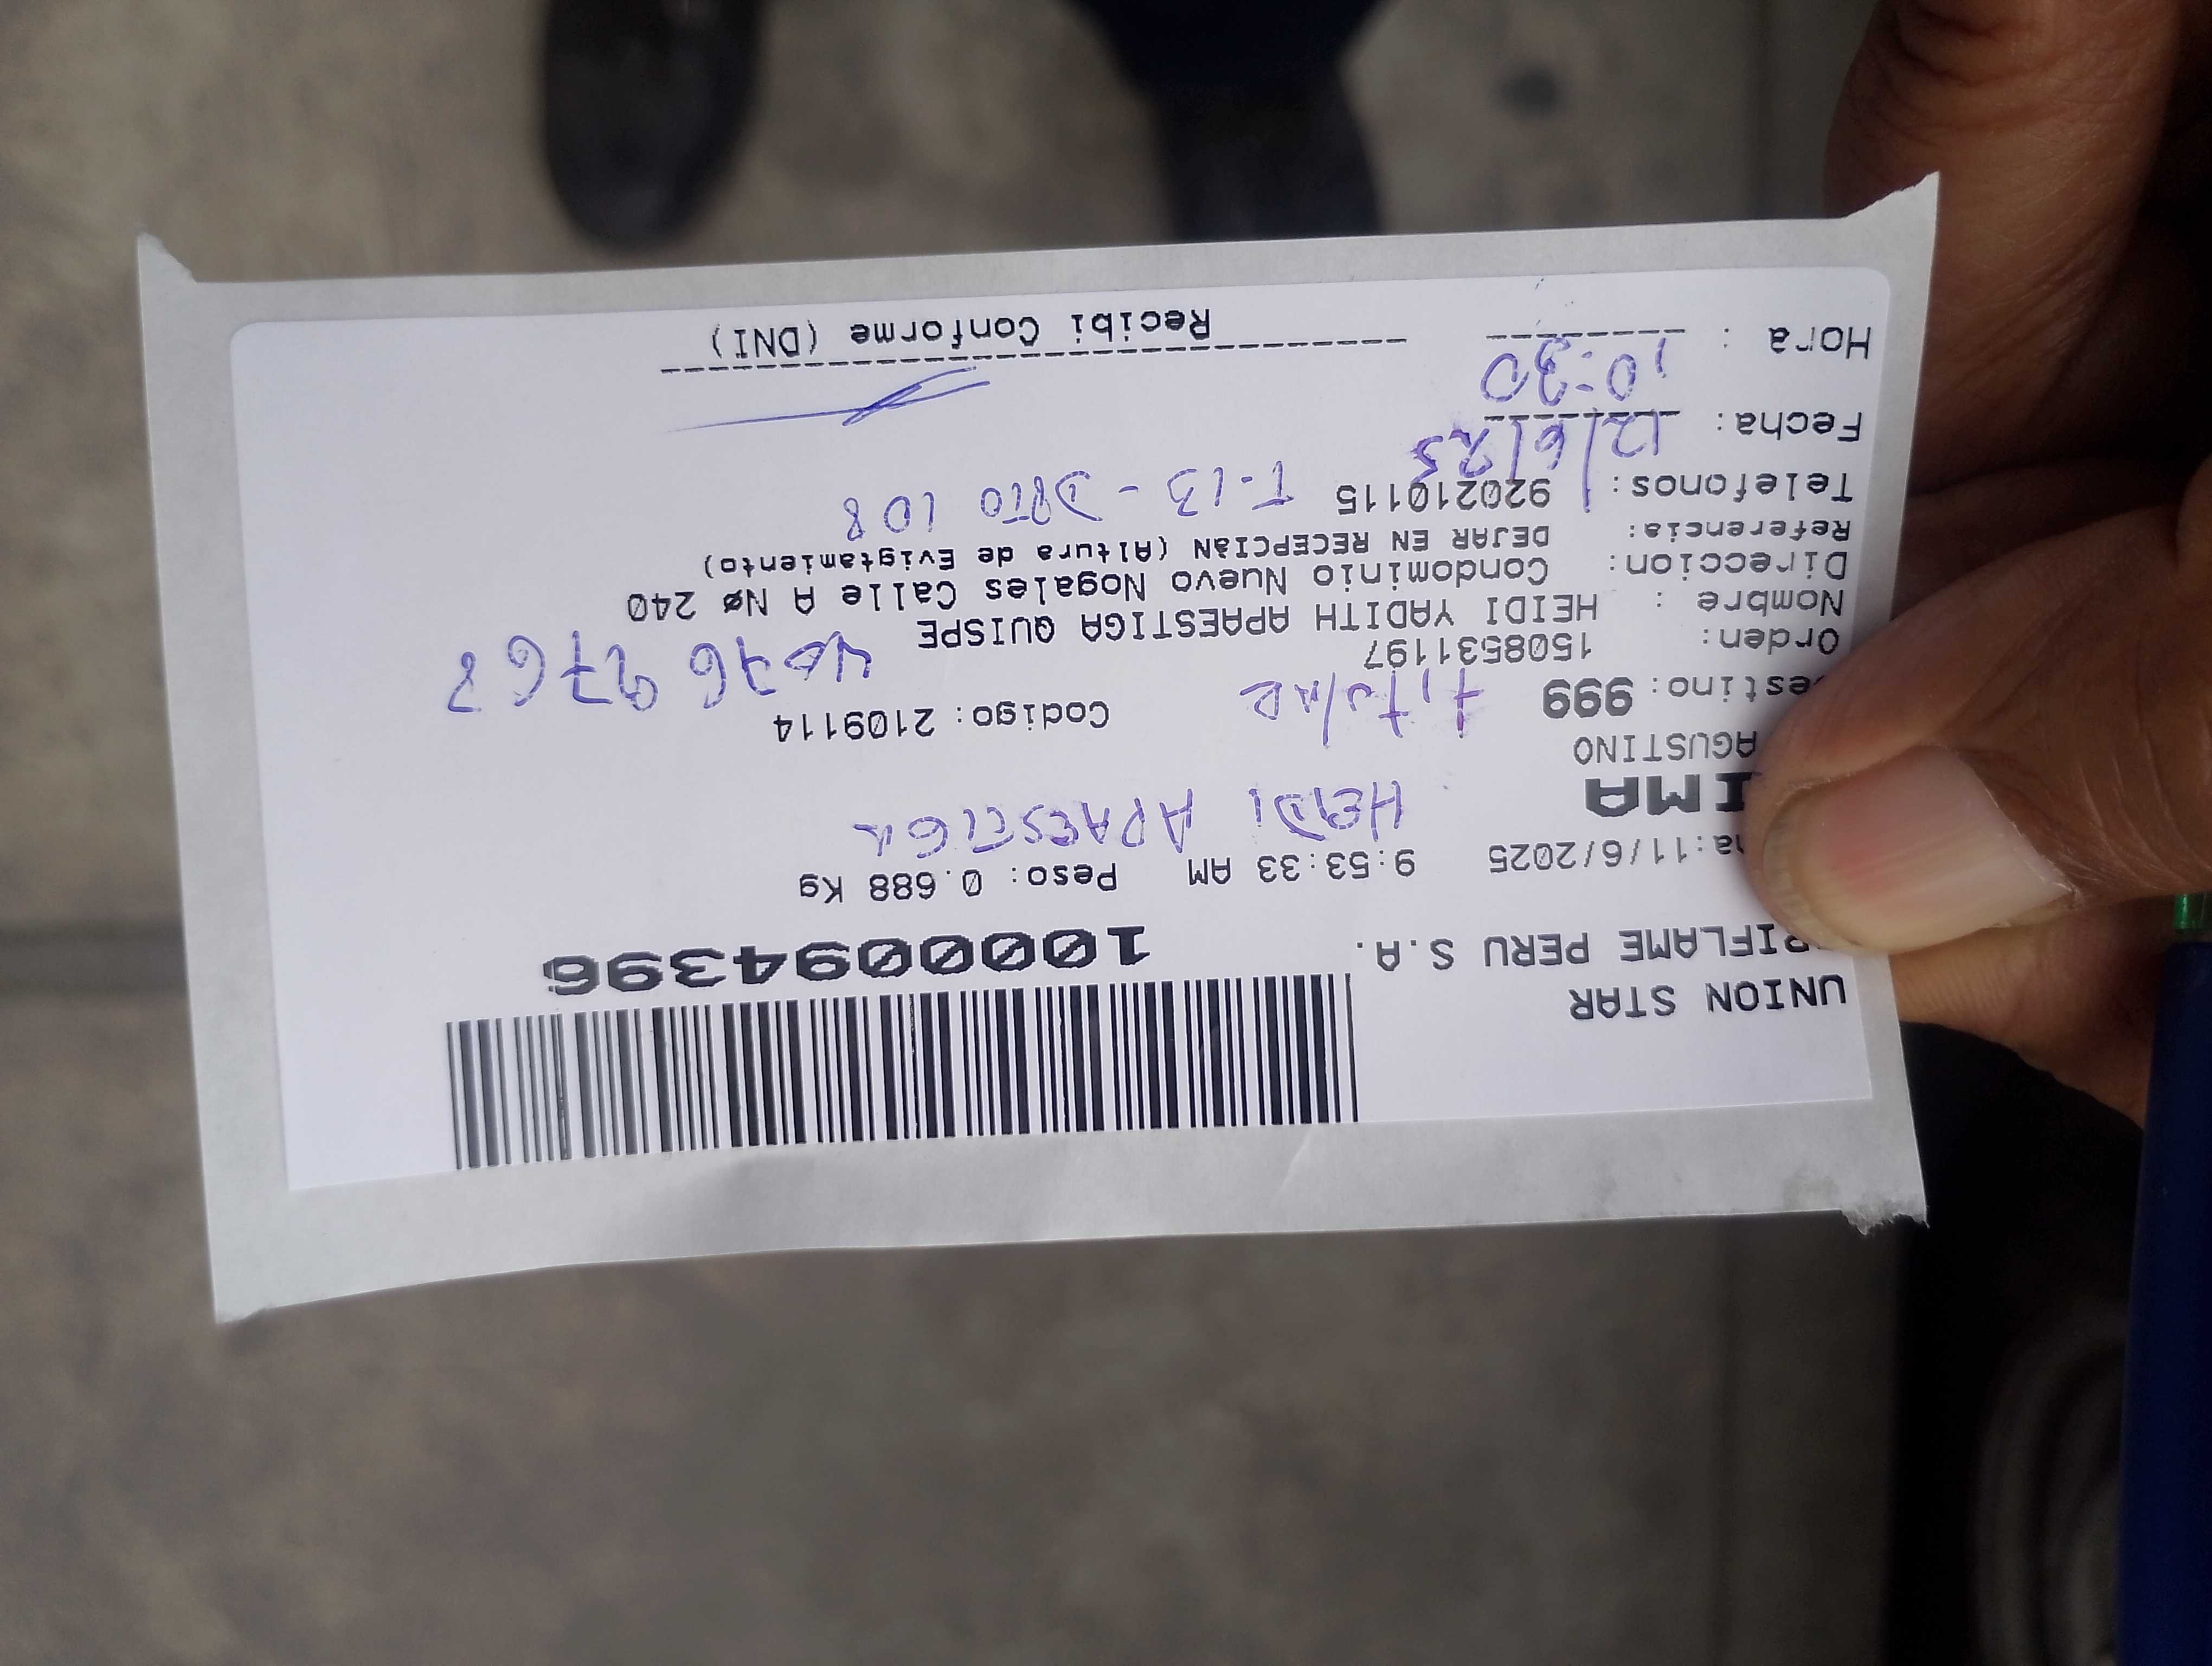 UNION STAR
RIFLAME PERU S.A.
1000094396
a:11/6/2025 9:53:33 AM Peso: 0.688 Kg
HEIDI APAESTIGA
IMA
AGUSTINO
estino: 999 titular Codigo: 2109114
Orden: 1508531197
Nombre : HEIDI YADITH APAESTIGA QUISPE
Direccion: Condominio Nuevo Nogales Calle A Nø 240
Referencia: DEJAR EN RECEPCIàN (Altura de Evigtamiento)
Telefonos: 920210115 T-13 - DPTO 108
Fecha: 12/6/25
Hora : 10:30
Recibi Conforme (DNI)